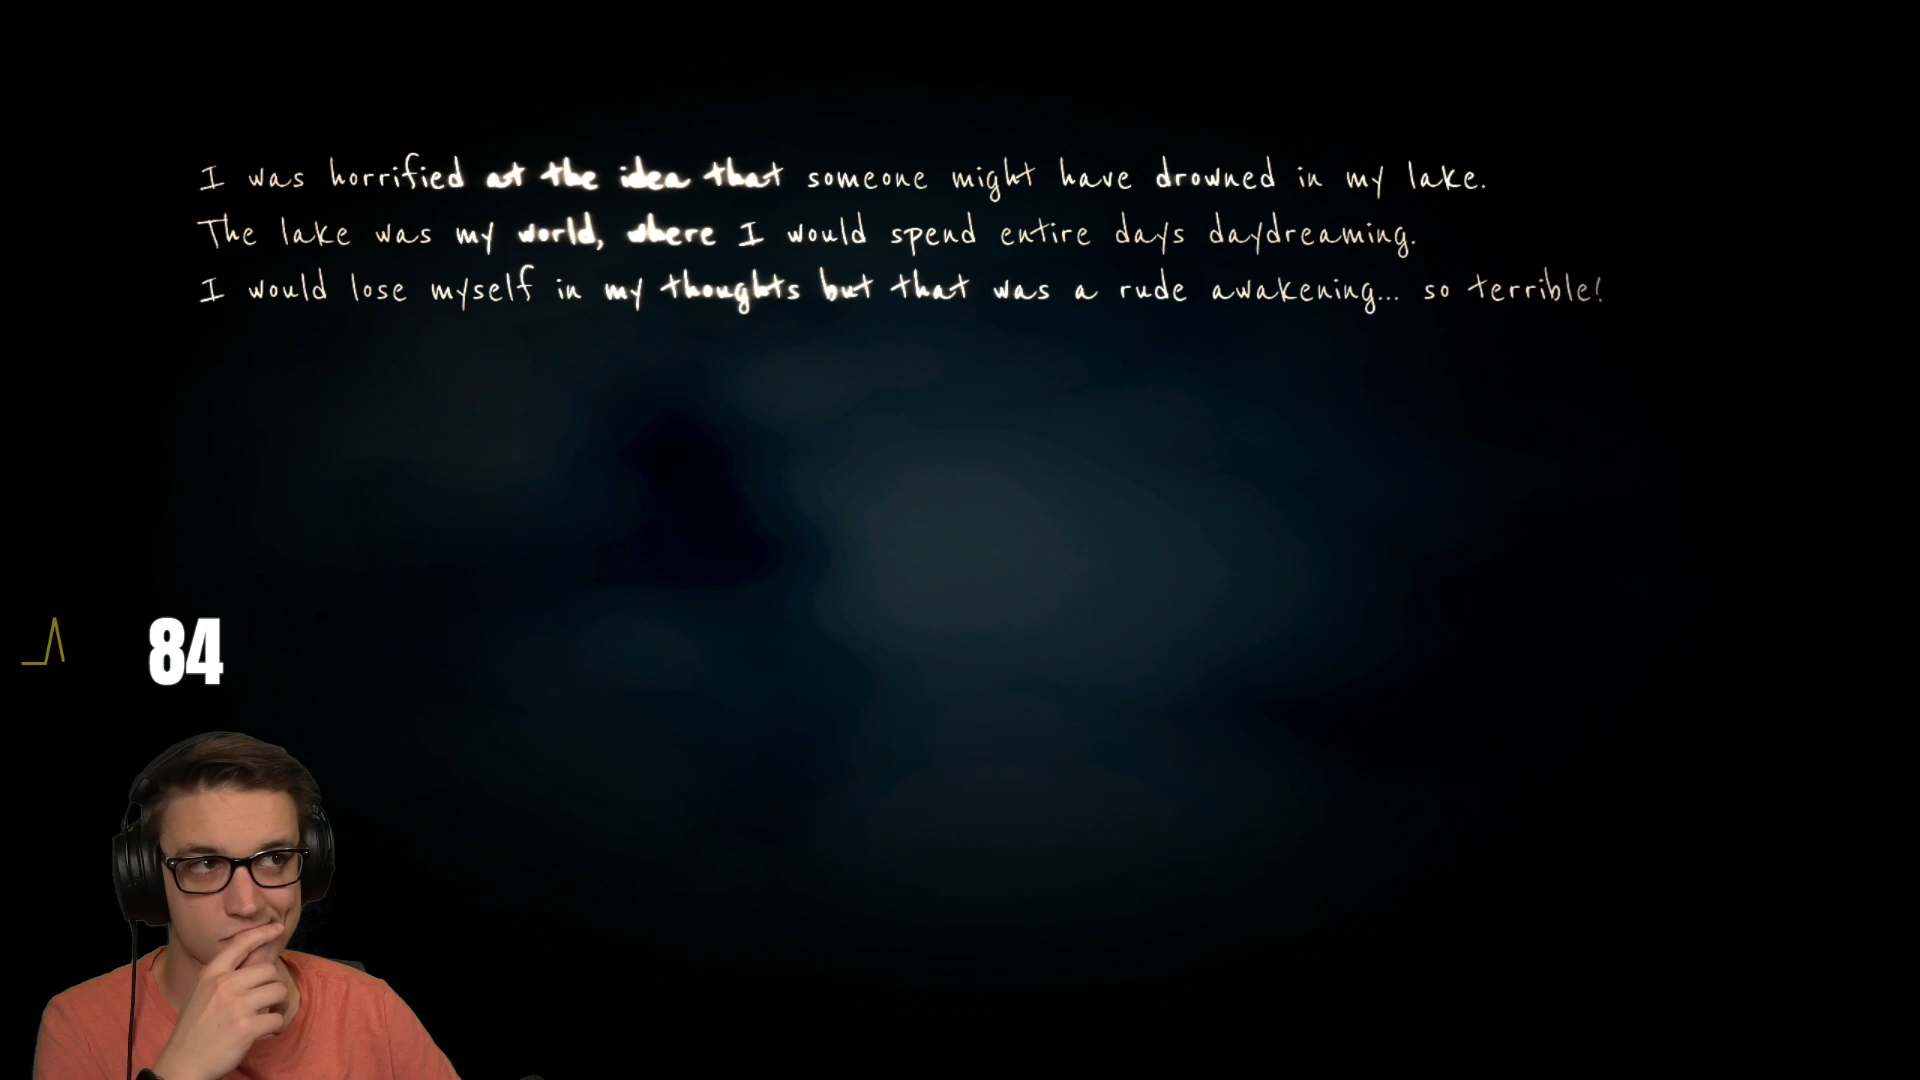 I was horrified at the idea that someone might have drowned in my lake.
The lake was my world, where I would spend entire days daydreaming.
I would lose myself in my thoughts but that was a rude awakening... so terrible!
84